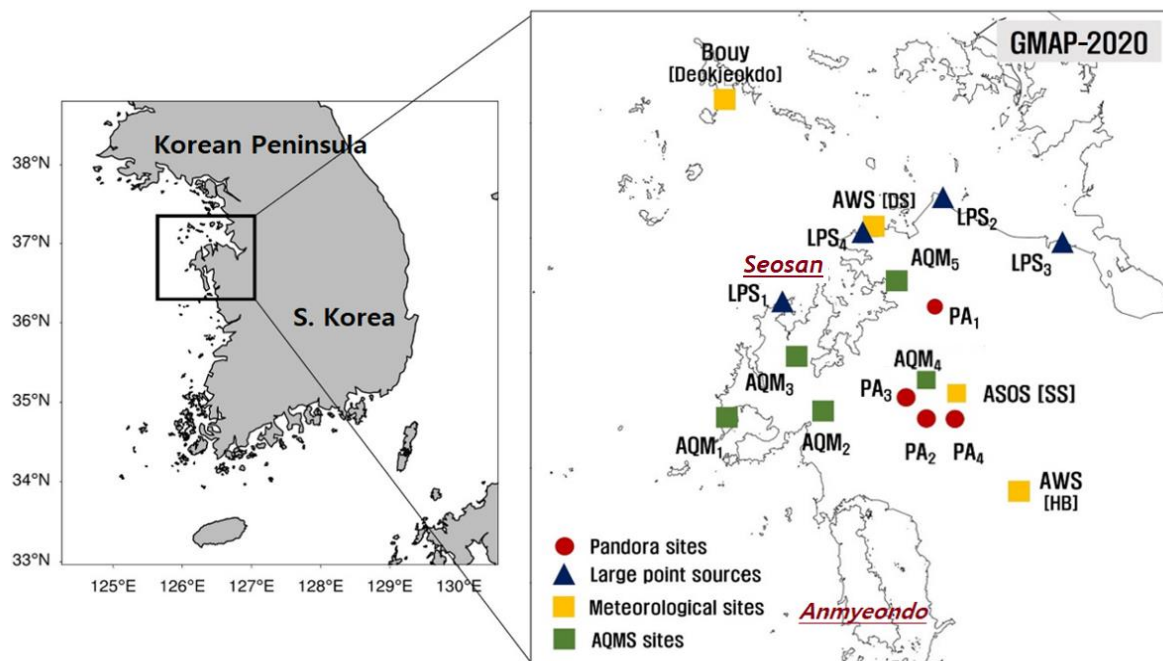 Korean Peninsula
S. Korea
38°N
37°N
36°N
35°N
34°N
33°N
125°E
126°E
127°E
128°E
129°E
130°E
GMAP-2020
Bouy
[Deokjeokdo]
AWS [DS]
LPS₂
LPS₄
LPS₃
AQM₅
Seosan
LPS₁
PA₁
AQM₃
AQM₄
PA₃
ASOS [SS]
AQM₁
AQM₂
PA₂
PA₄
AWS
[HB]
Pandora sites
Large point sources
Meteorological sites
AQMS sites
Anmyeondo